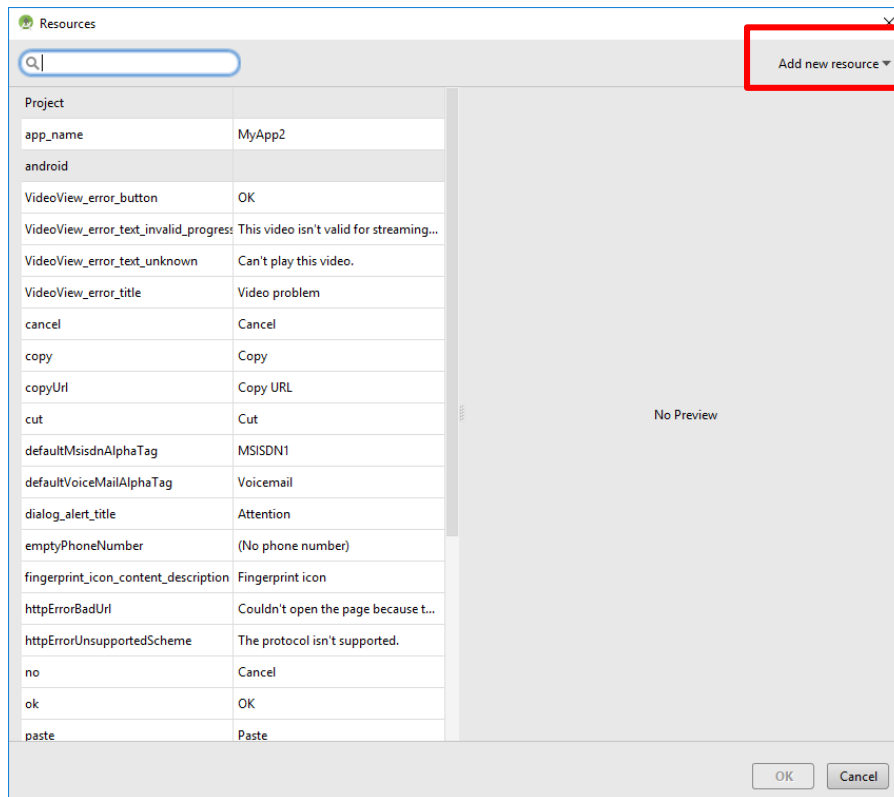 Resources
Add new resource
Project
app_name MyApp2
android
VideoView_error_button OK
VideoView_error_text_invalid_progress This video isn't valid for streaming...
VideoView_error_text_unknown Can't play this video.
VideoView_error_title Video problem
cancel Cancel
copy Copy
copyUrl Copy URL
cut Cut
No Preview
defaultMsisdnAlphaTag MSISDN1
defaultVoiceMailAlphaTag Voicemail
dialog_alert_title Attention
emptyPhoneNumber (No phone number)
fingerprint_icon_content_description Fingerprint icon
httpErrorBadUrl Couldn't open the page because t...
httpErrorUnsupportedScheme The protocol isn't supported.
no Cancel
ok OK
paste Paste
OK Cancel